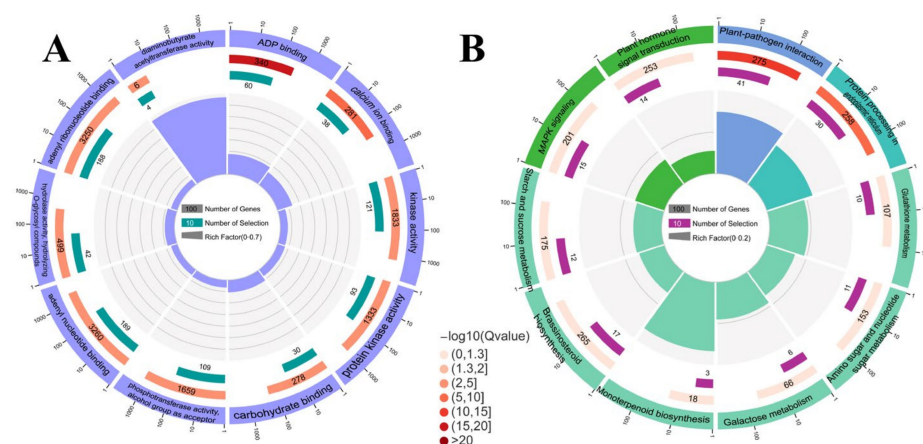 A
ADP binding
340
60
calcium ion binding
281
38
kinase activity
1833
121
protein kinase activity
1333
93
carbohydrate binding
278
30
phosphotransferase activity,
alcohol group as acceptor
1659
109
adenyl nucleotide binding
3260
189
hydrolase activity, hydrolyzing
O-glycosyl compounds
499
42
adenyl ribonucleotide binding
3250
188
diaminobutyrate
acetyltransferase activity
6
4
100 Number of Genes
10 Number of Selection
Rich Factor(0-0.7)
−log10(Qvalue)
(0,1.3]
(1.3,2]
(2,5]
(5,10]
(10,15]
(15,20]
>20
B
Plant-pathogen interaction
275
41
Protein processing in
endoplasmic reticulum
258
30
Glutathione metabolism
107
10
Amino sugar and nucleotide
sugar metabolism
153
11
Galactose metabolism
66
6
Monoterpenoid biosynthesis
18
3
Brassinosteroid
biosynthesis
265
17
Starch and sucrose metabolism
175
12
MAPK signaling
201
15
Plant hormone
signal transduction
253
14
100 Number of Genes
10 Number of Selection
Rich Factor(0-0.2)